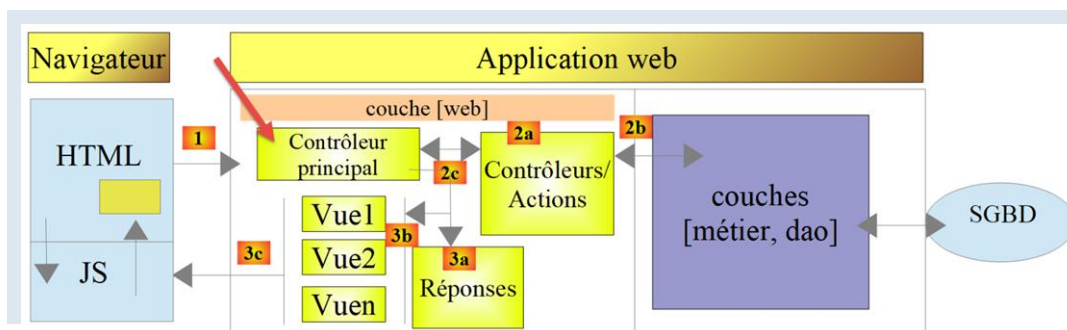 Navigateur
Application web
couche [web]
1
HTML
JS
Contrôleur
principal
2a
Contrôleurs/
Actions
2b
2c
couches
[métier, dao]
SGBD
Vue1
Vue2
Vuen
3b
3a
Réponses
3c